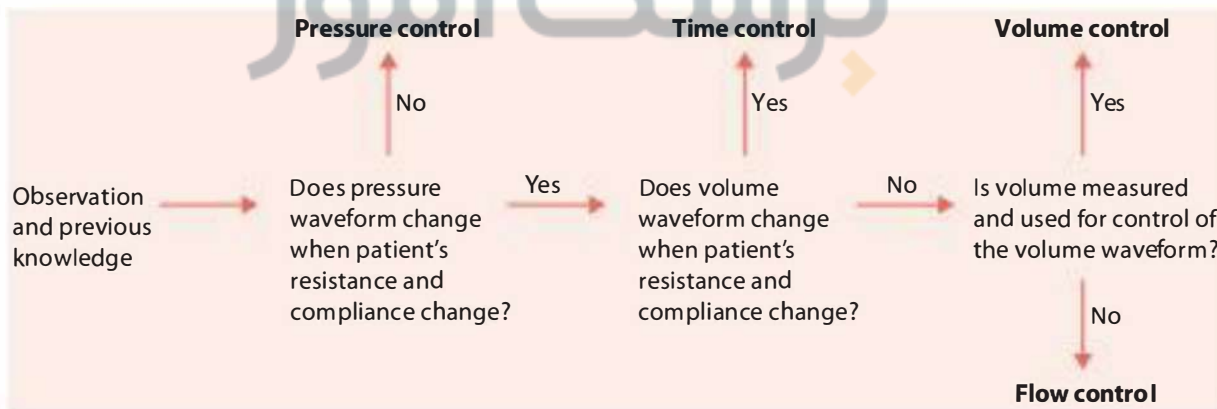 پرستار آموز
Pressure control
Time control
Volume control
No
Yes
Yes
Observation
and previous
knowledge
Does pressure
waveform change
when patient's
resistance and
compliance change?
Yes
Does volume
waveform change
when patient's
resistance and
compliance change?
No
Is volume measured
and used for control of
the volume waveform?
No
Flow control